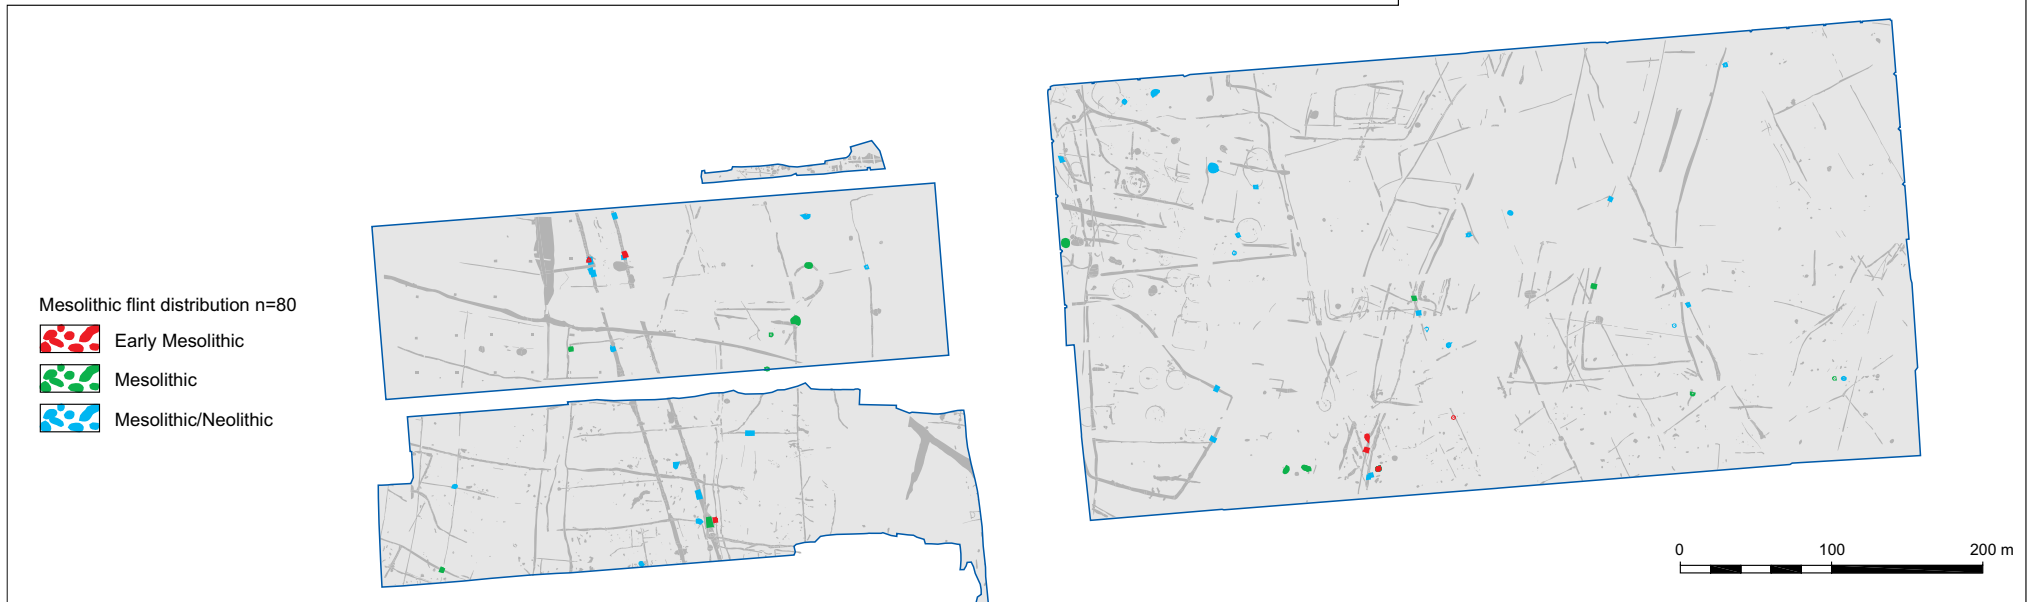 Mesolithic flint distribution n=80
Early Mesolithic
Mesolithic
Mesolithic/Neolithic
0 100 200 m